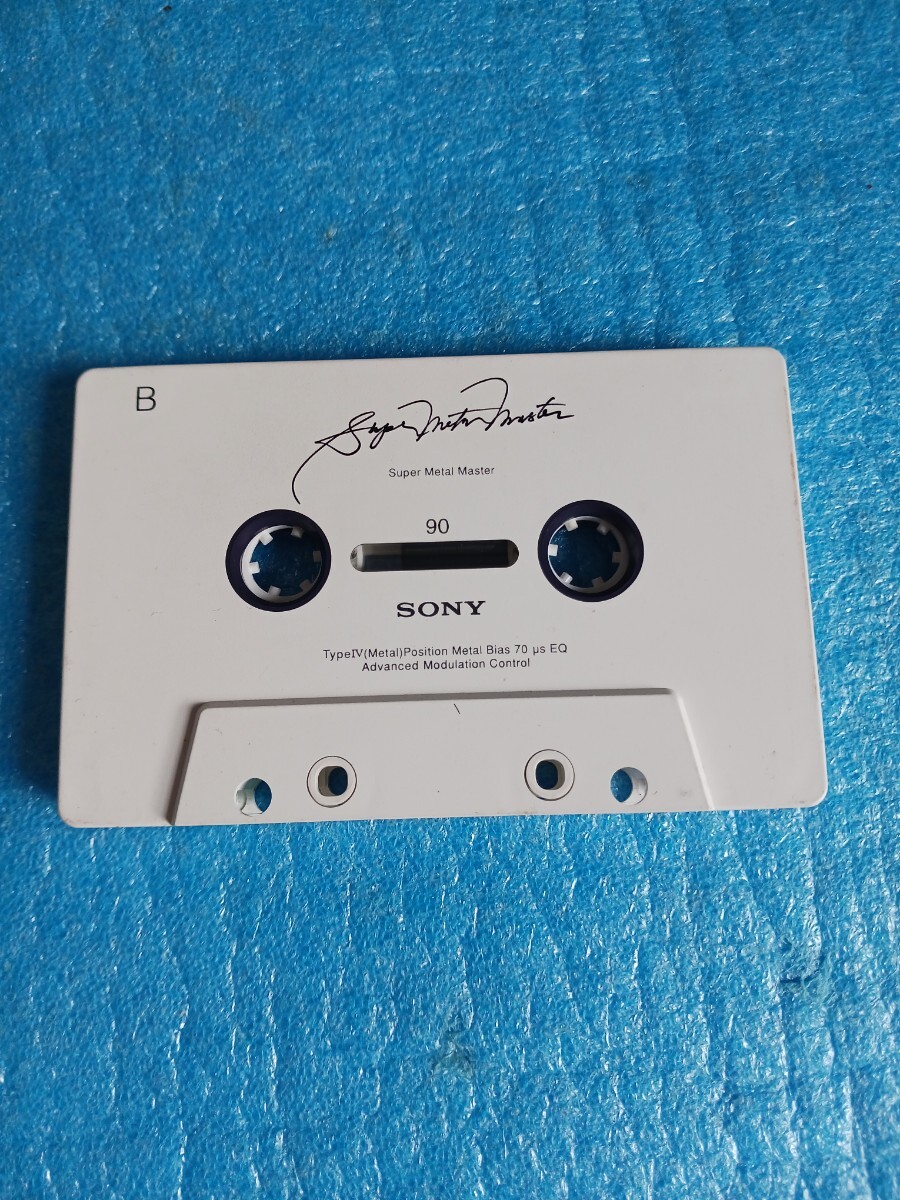 B
Super Metal Master
Super Metal Master
90
SONY
TypeIV(Metal)Position Metal Bias 70 µs EQ
Advanced Modulation Control